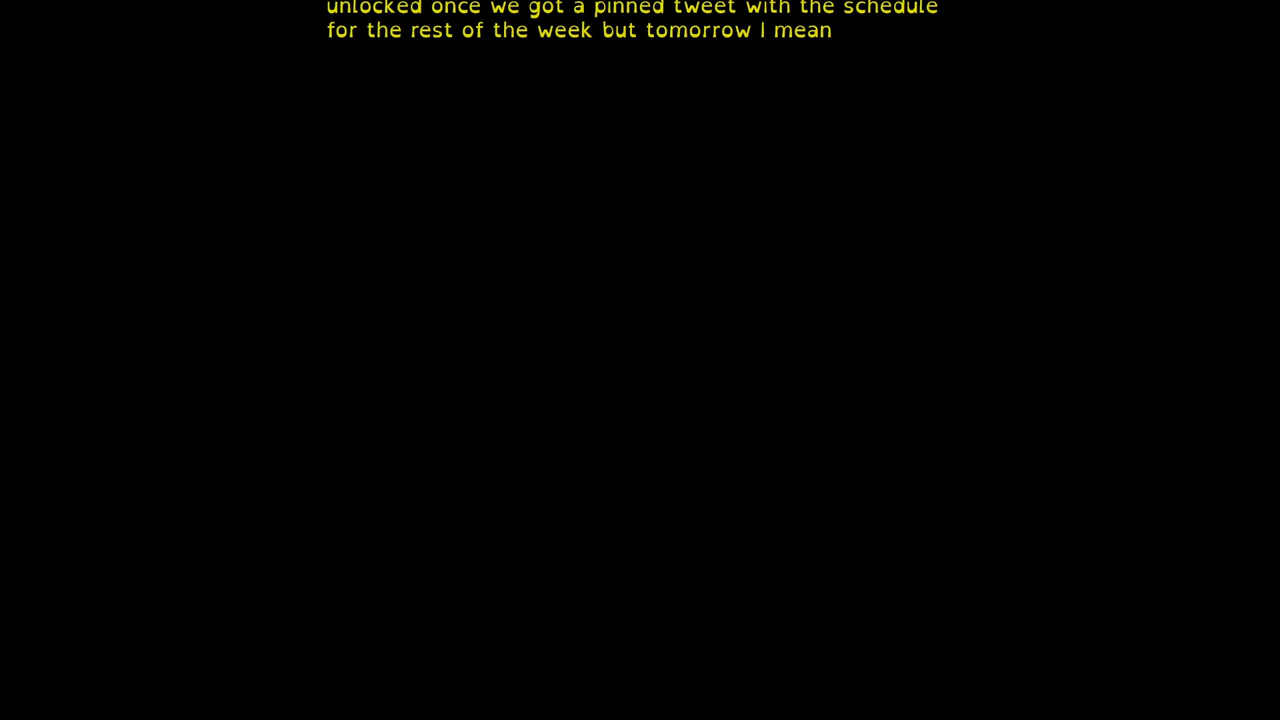 unlocked once we got a pinned tweet with the schedule
for the rest of the week but tomorrow I mean